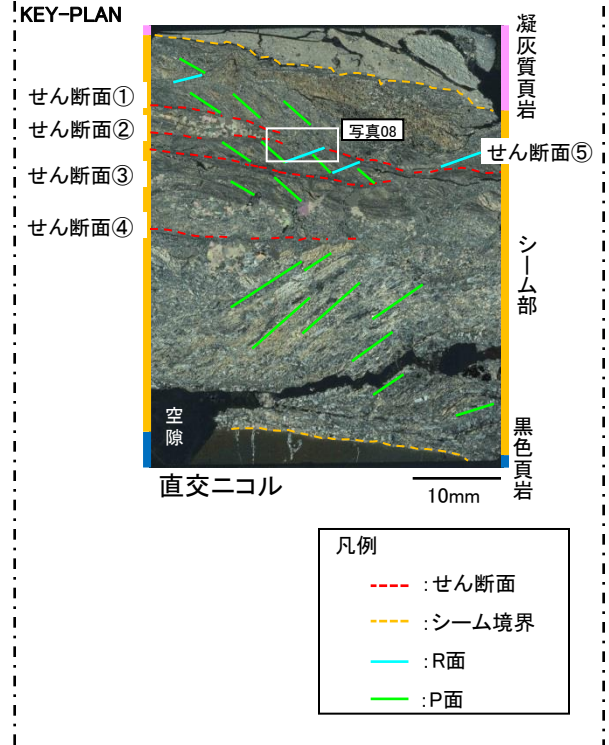 KEY-PLAN
凝灰質頁岩
せん断面①
せん断面②
写真08
せん断面⑤
せん断面③
せん断面④
シーム部
空隙
黒色頁岩
直交ニコル
10mm
凡例
:せん断面
:シーム境界
:R面
:P面